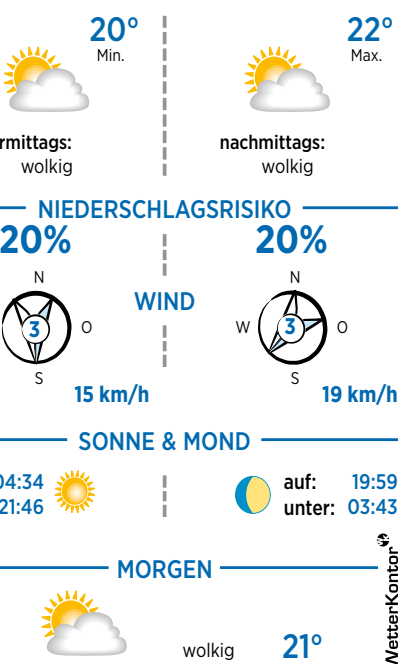 20° 22°
Min. Max.
rmittags: nachmittags:
wolkig wolkig
NIEDERSCHLAGSRISIKO
20% 20%
N N
WIND
3 O W 3 O
S S
15 km/h 19 km/h
SONNE & MOND
04:34 auf: 19:59
21:46 unter: 03:43
MORGEN
wolkig 21°
WetterKontor